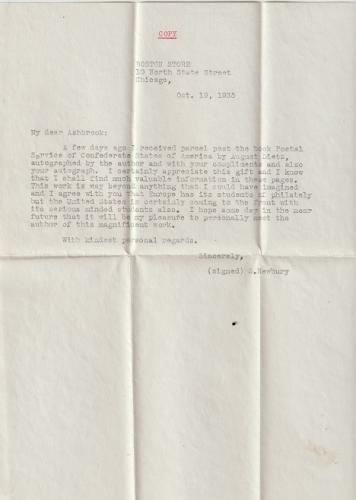 COPY
BOSTON STORE
10 North State Street
Chicago,
Oct. 19, 1935
My dear Ashbrook:
A few days ago I received parcel post the book Postal
Service of Confederate States of America by August Dietz,
autographed by the author and with your compliments and also
your autograph. I certainly appreciate this gift and I know
that I shall find much valuable information in these pages.
This work is way beyond anything that I could have imagined
and I agree with you that Europe has its students of philately
but the United States is certainly coming to the front with
its serious minded students also. I hope some day in the near
future that it will be my pleasure to personally meet the
author of this magnificent work.
With kindest personal regards.
Sincerely,
(signed) S.Newbury